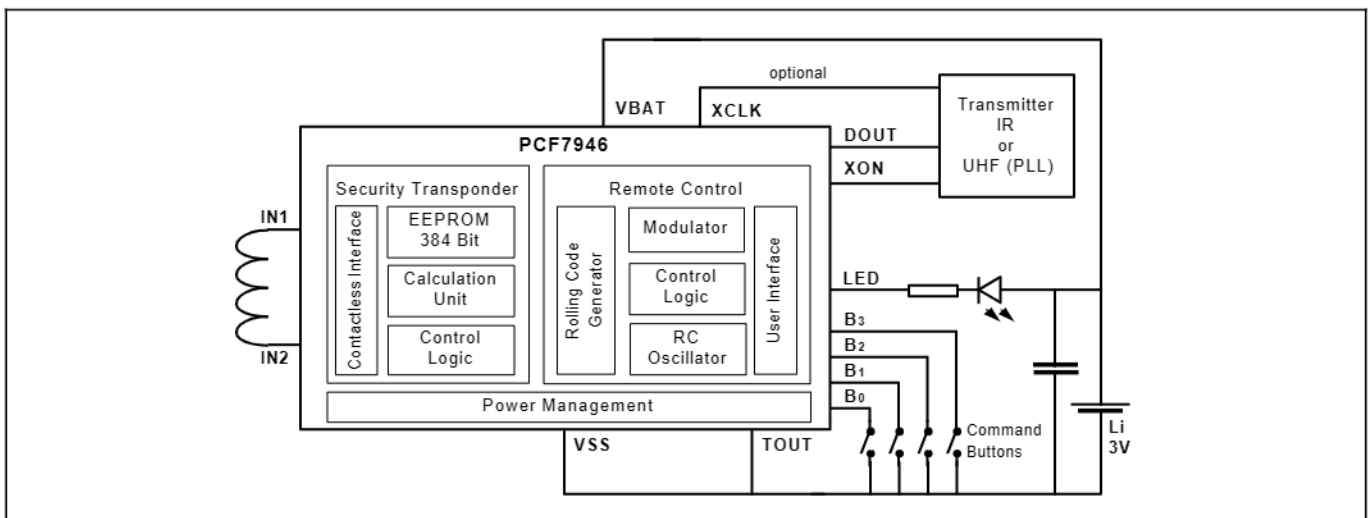 optional
VBAT
XCLK
Transmitter
IR
or
UHF (PLL)
DOUT
XON
PCF7946
Security Transponder
Remote Control
IN1
IN2
Contactless Interface
EEPROM
384 Bit
Calculation
Unit
Control
Logic
Rolling Code
Generator
Modulator
Control
Logic
RC
Oscillator
User Interface
LED
B3
B2
B1
B0
Power Management
VSS
TOUT
Command
Buttons
Li
3V